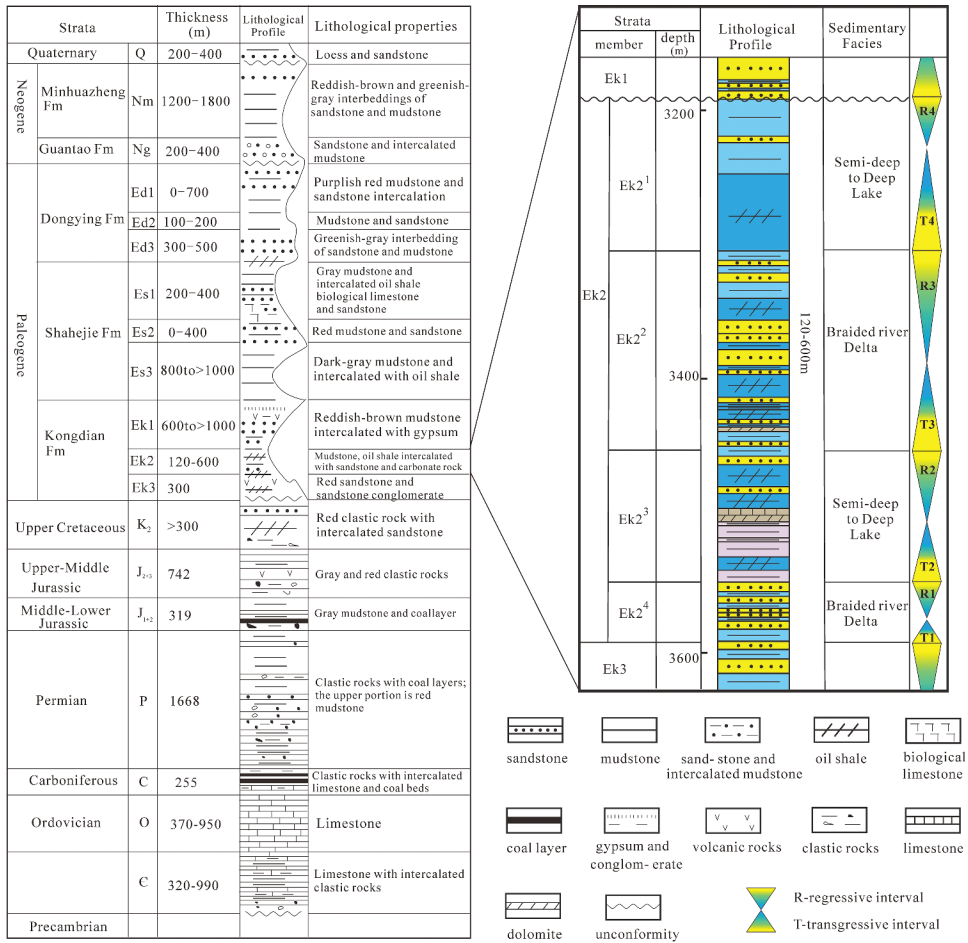 Strata
Thickness
(m)
Lithological
Profile
Lithological properties
Quaternary
Q
200-400
Loess and sandstone
Neogene
Minhuazheng
Fm
Nm
1200-1800
Reddish-brown and greenish-
gray interbeddings of
sandstone and mudstone
Guantao Fm
Ng
200-400
Sandstone and intercalated
mudstone
Paleogene
Dongying Fm
Ed1
0-700
Purplish red mudstone and
sandstone intercalation
Ed2
100-200
Mudstone and sandstone
Ed3
300-500
Greenish-gray interbedding
of sandstone and mudstone
Shahejie Fm
Es1
200-400
Gray mudstone and
intercalated oil shale
biological limestone
and sandstone
Es2
0-400
Red mudstone and sandstone
Es3
800to>1000
Dark-gray mudstone and
intercalated with oil shale
Kongdian
Fm
Ek1
600to>1000
Reddish-brown mudstone
intercalated with gypsum
Ek2
120-600
Mudstone, oil shale intercalated
with sandstone and carbonate rock
Ek3
300
Red sandstone and
sandstone conglomerate
Upper Cretaceous
K2
>300
Red clastic rock with
intercalated sandstone
Upper-Middle
Jurassic
J2+3
742
Gray and red clastic rocks
Middle-Lower
Jurassic
J1+2
319
Gray mudstone and coallayer
Permian
P
1668
Clastic rocks with coal layers;
the upper portion is red
mudstone
Carboniferous
C
255
Clastic rocks with intercalated
limestone and coal beds
Ordovician
O
370-950
Limestone
C
320-990
Limestone with intercalated
clastic rocks
Precambrian
Strata
member
depth
(m)
Lithological
Profile
Sedimentary
Facies
Ek1
3200
R4
Ek2¹
Semi-deep
to Deep
Lake
T4
Ek2
R3
Ek2²
120-600m
Braided river
Delta
3400
T3
R2
Ek2³
Semi-deep
to Deep
Lake
T2
R1
Ek2⁴
Braided river
Delta
T1
3600
Ek3
sandstone
mudstone
sand- stone and
intercalated mudstone
oil shale
biological
limestone
coal layer
gypsum and
conglom- erate
volcanic rocks
clastic rocks
limestone
dolomite
unconformity
R-regressive interval
T-transgressive interval